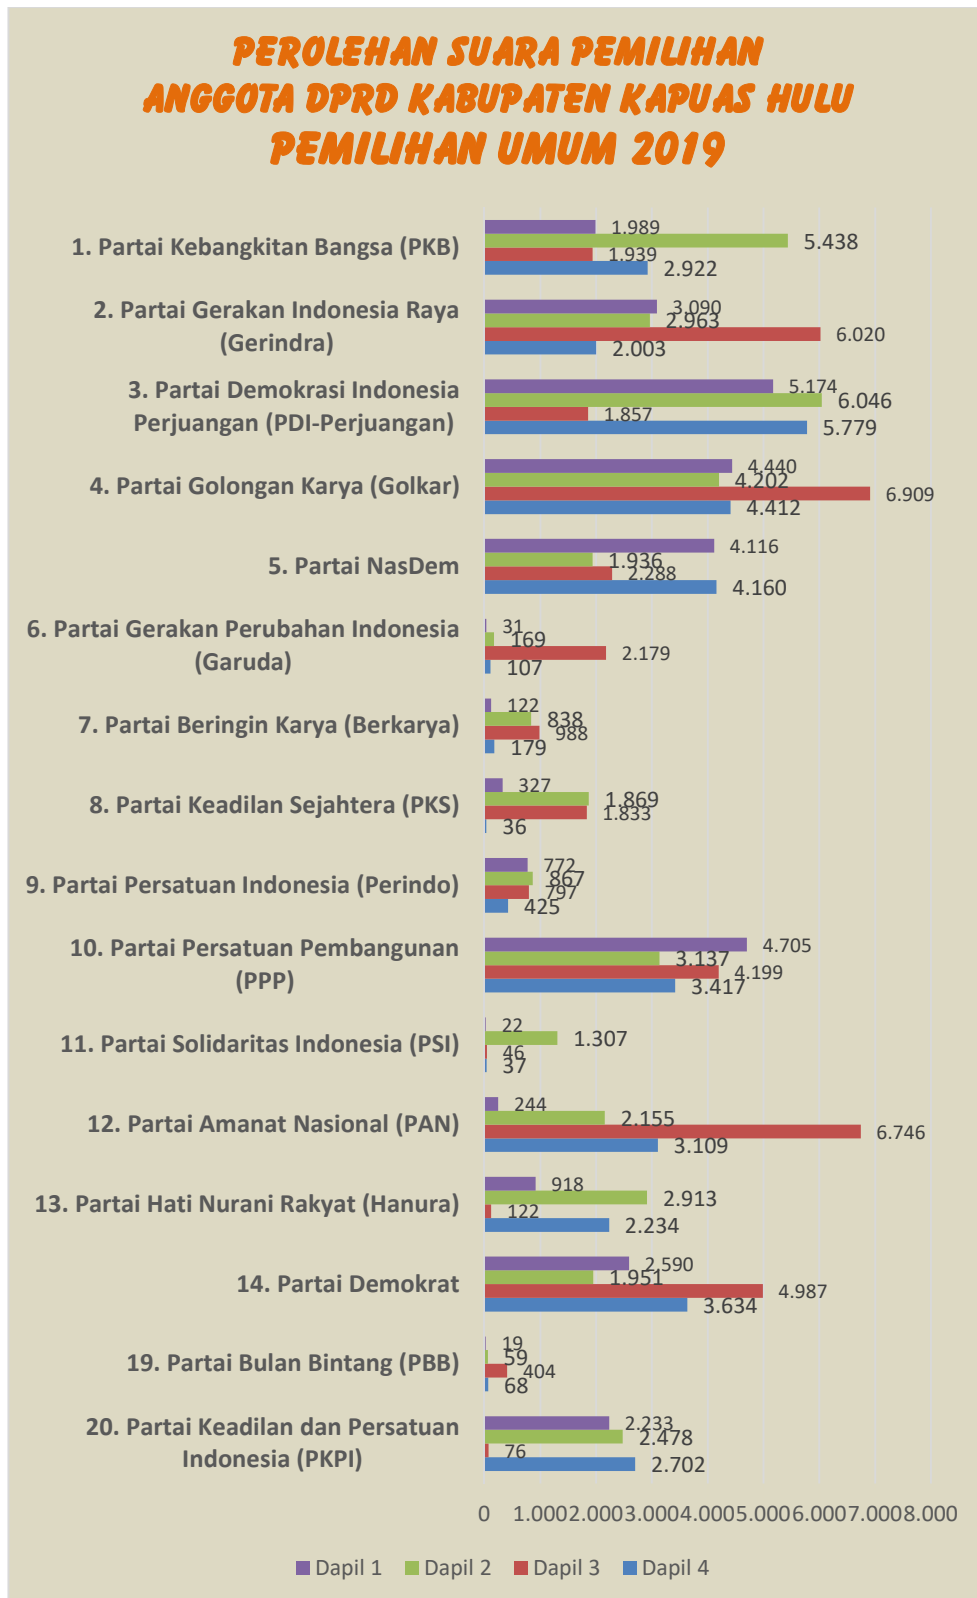 PEROLEHAN SUARA PEMILIHAN
ANGGOTA DPRD KABUPATEN KAPUAS HULU
PEMILIHAN UMUM 2019
1. Partai Kebangkitan Bangsa (PKB)
1.989
5.438
1.939
2.922
2. Partai Gerakan Indonesia Raya
(Gerindra)
3.090
2.963
6.020
2.003
3. Partai Demokrasi Indonesia
Perjuangan (PDI-Perjuangan)
5.174
6.046
1.857
5.779
4. Partai Golongan Karya (Golkar)
4.440
4.202
6.909
4.412
5. Partai NasDem
4.116
1.936
2.288
4.160
6. Partai Gerakan Perubahan Indonesia
(Garuda)
31
169
2.179
107
7. Partai Beringin Karya (Berkarya)
122
838
988
179
8. Partai Keadilan Sejahtera (PKS)
327
1.869
1.833
36
9. Partai Persatuan Indonesia (Perindo)
772
867
797
425
10. Partai Persatuan Pembangunan
(PPP)
4.705
3.137
4.199
3.417
11. Partai Solidaritas Indonesia (PSI)
22
1.307
46
37
12. Partai Amanat Nasional (PAN)
244
2.155
6.746
3.109
13. Partai Hati Nurani Rakyat (Hanura)
918
2.913
122
2.234
14. Partai Demokrat
2.590
1.951
4.987
3.634
19. Partai Bulan Bintang (PBB)
19
59
404
68
20. Partai Keadilan dan Persatuan
Indonesia (PKPI)
2.233
2.478
76
2.702
0 1.000 2.000 3.000 4.000 5.000 6.000 7.000 8.000
Dapil 1 Dapil 2 Dapil 3 Dapil 4